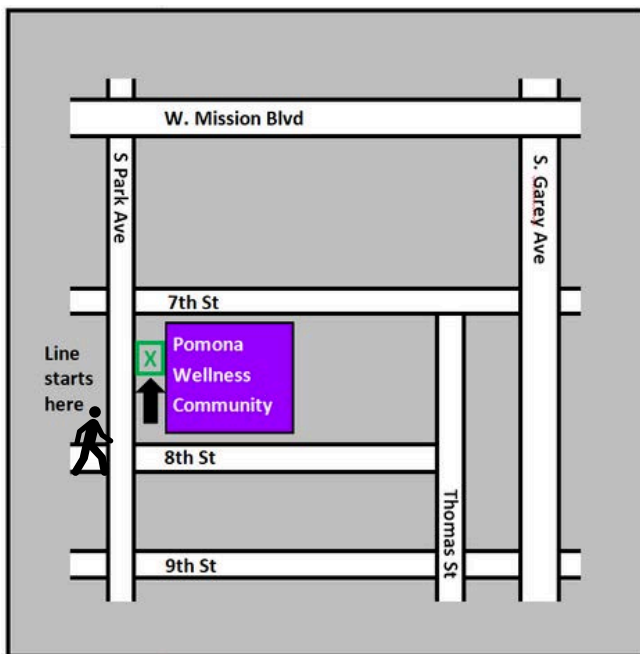 W. Mission Blvd
S Park Ave
S. Garey Ave
7th St
Line
starts
here
X
Pomona
Wellness
Community
8th St
Thomas St
9th St